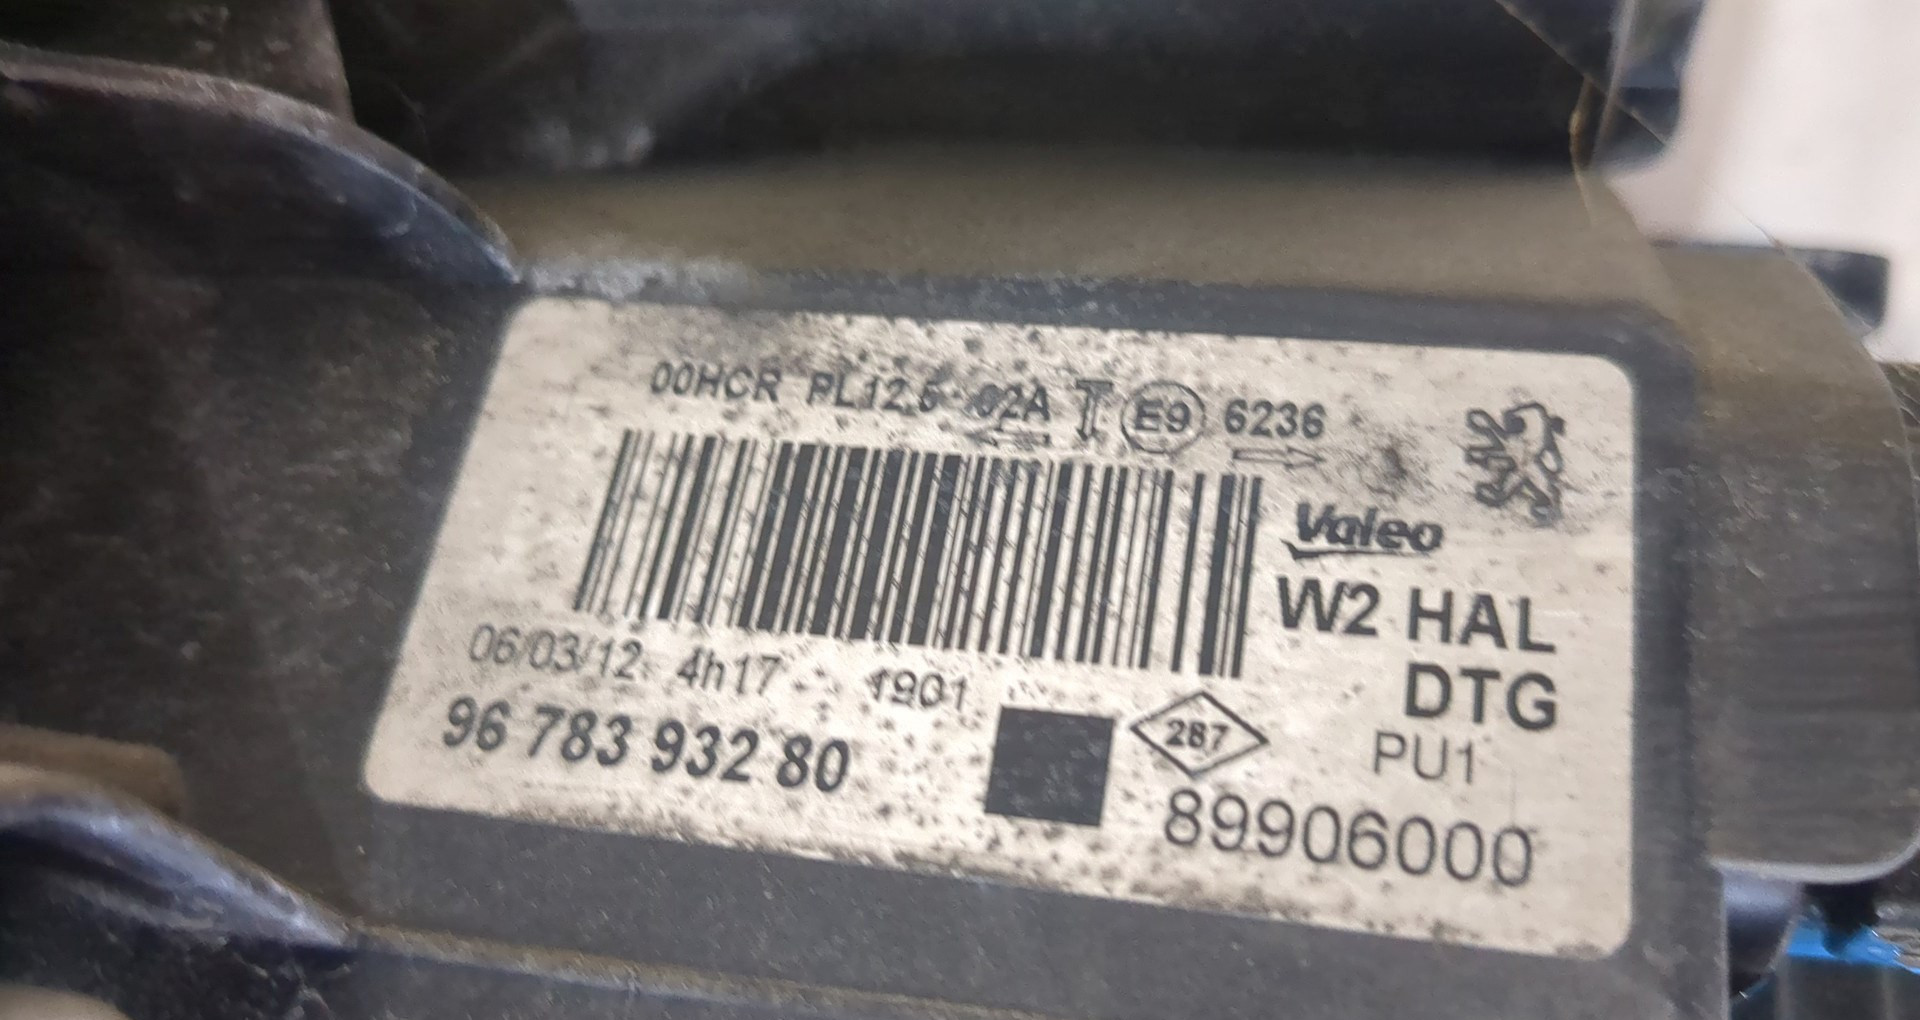 00HCR PL12,5 02A E9 6236
Valeo
W2 HAL
DTG
PU1
06/03/12 4h17 1901
96 783 932 80
287
89906000